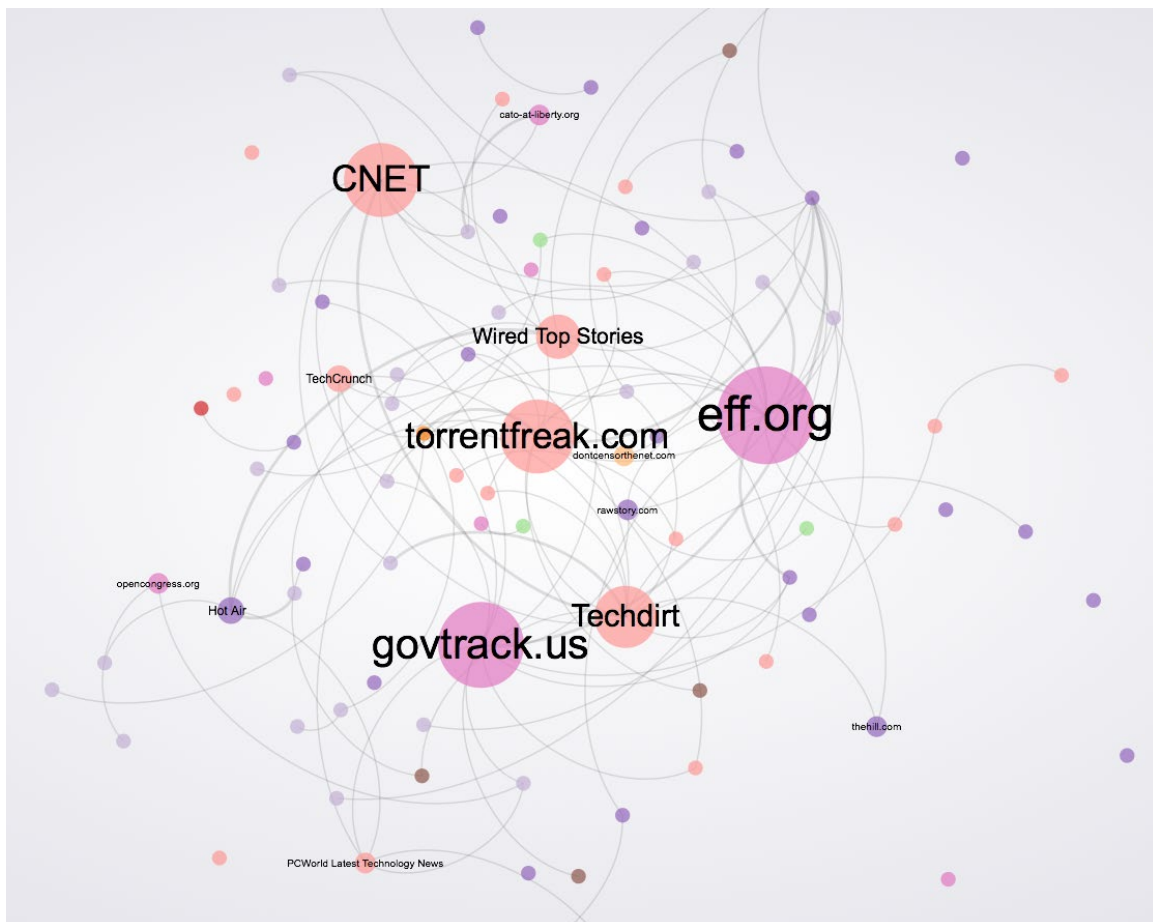 cato-at-liberty.org
CNET
Wired Top Stories
TechCrunch
eff.org
torrentfreak.com
dontcensorthenet.com
rawstory.com
opencongress.org
Hot Air
Techdirt
govtrack.us
thehill.com
PCWorld Latest Technology News